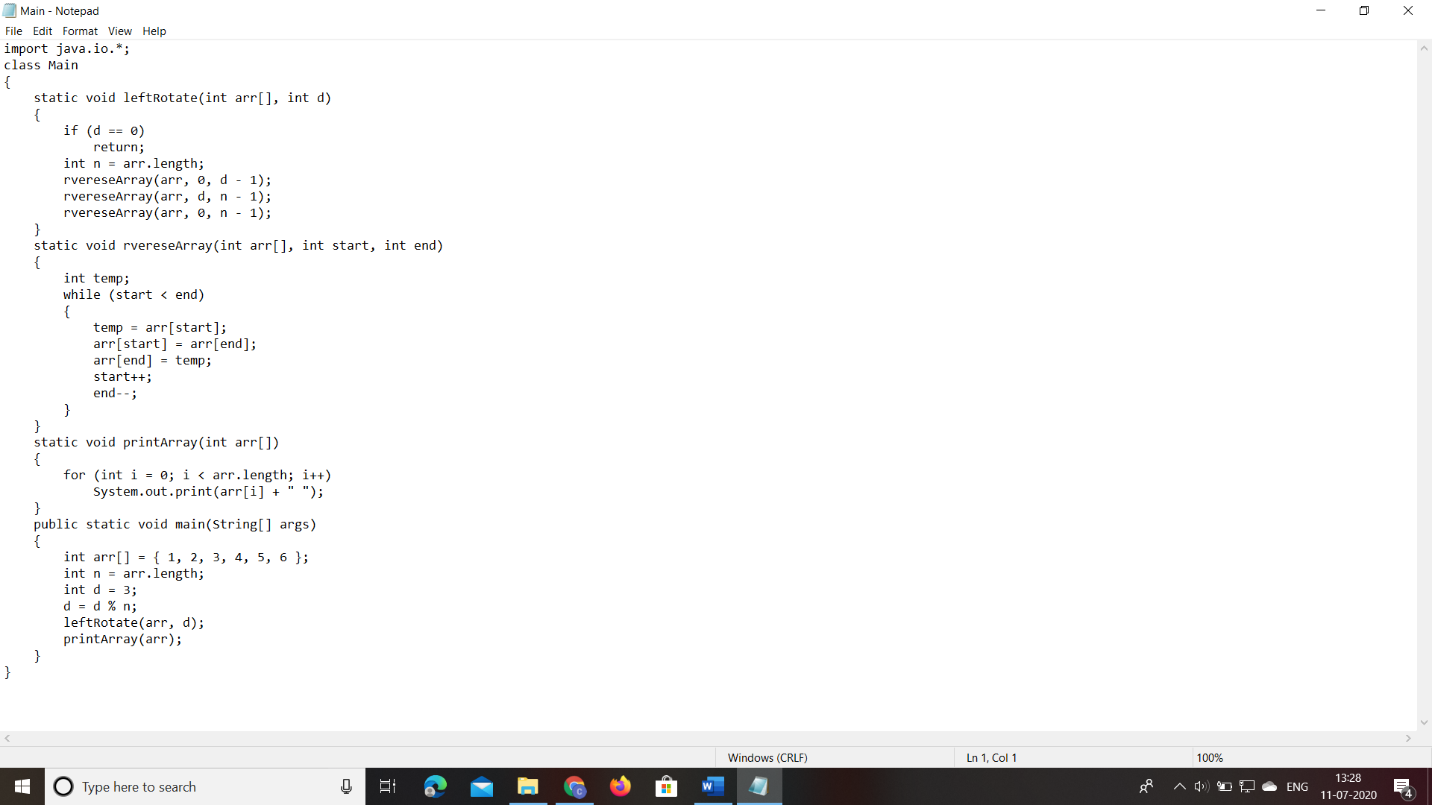 Main - Notepad
File Edit Format View Help
import java.io.*;
class Main
{
    static void leftRotate(int arr[], int d)
    {
        if (d == 0)
            return;
        int n = arr.length;
        rvereseArray(arr, 0, d - 1);
        rvereseArray(arr, d, n - 1);
        rvereseArray(arr, 0, n - 1);
    }
    static void rvereseArray(int arr[], int start, int end)
    {
        int temp;
        while (start < end)
        {
            temp = arr[start];
            arr[start] = arr[end];
            arr[end] = temp;
            start++;
            end--;
        }
    }
    static void printArray(int arr[])
    {
        for (int i = 0; i < arr.length; i++)
            System.out.print(arr[i] + " ");
    }
    public static void main(String[] args)
    {
        int arr[] = { 1, 2, 3, 4, 5, 6 };
        int n = arr.length;
        int d = 3;
        d = d % n;
        leftRotate(arr, d);
        printArray(arr);
    }
}
Windows (CRLF) Ln 1, Col 1 100%
Type here to search
ENG
13:28
11-07-2020
4